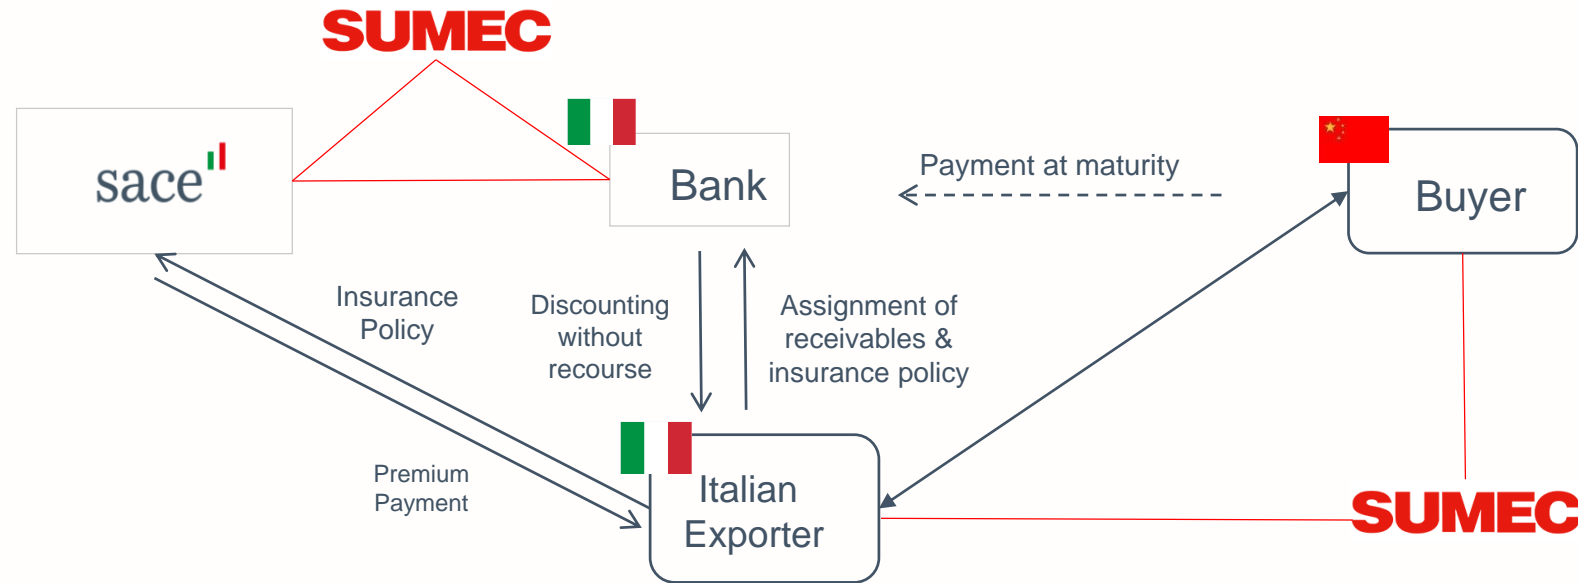 SUMEC
sace
Bank
Payment at maturity
Buyer
Insurance
Policy
Discounting
without
recourse
Assignment of
receivables &
insurance policy
Premium
Payment
Italian
Exporter
SUMEC